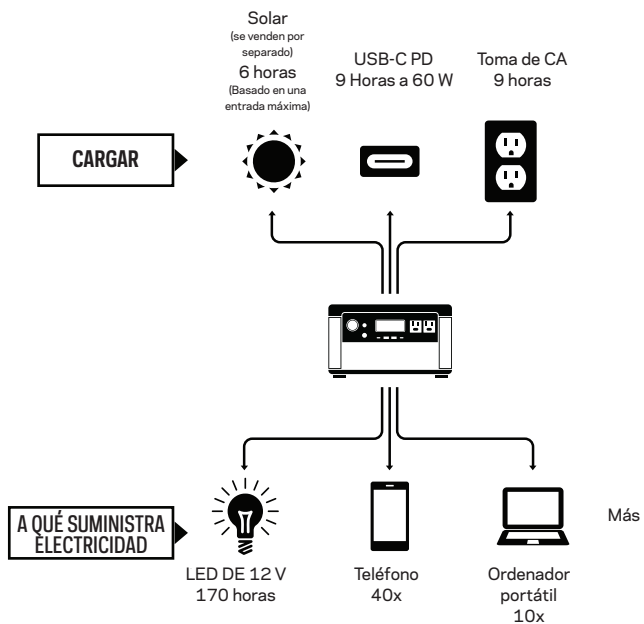 Solar
(se venden por
separado)
6 horas
(Basado en una
entrada máxima)
USB-C PD
9 Horas a 60 W
Toma de CA
9 horas
CARGAR
A QUÉ SUMINISTRA
ELECTRICIDAD
LED DE 12 V
170 horas
Teléfono
40x
Ordenador
portátil
10x
Más